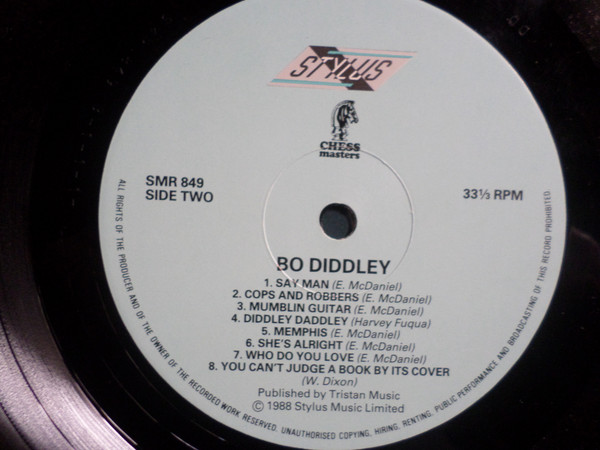 STYLUS
CHESS
masters
SMR 849
SIDE TWO
33⅓ RPM
BO DIDDLEY
1. SAY MAN (E. McDaniel)
2. COPS AND ROBBERS (E. McDaniel)
3. MUMBLIN GUITAR (E. McDaniel)
4. DIDDLEY DADDLEY (Harvey Fuqua)
5. MEMPHIS (E. McDaniel)
6. SHE'S ALRIGHT (E. McDaniel)
7. WHO DO YOU LOVE (E. McDaniel)
8. YOU CAN'T JUDGE A BOOK BY ITS COVER
(W. Dixon)
Published by Tristan Music
© 1988 Stylus Music Limited
ALL RIGHTS OF THE PRODUCER AND OF THE OWNER OF THE RECORDED WORK RESERVED. UNAUTHORISED COPYING, HIRING, RENTING, PUBLIC PERFORMANCE AND BROADCASTING OF THIS RECORD PROHIBITED.